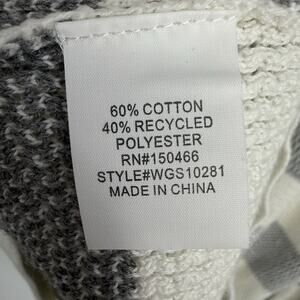 60% COTTON
40% RECYCLED
POLYESTER
RN#150466
STYLE#WGS10281
MADE IN CHINA